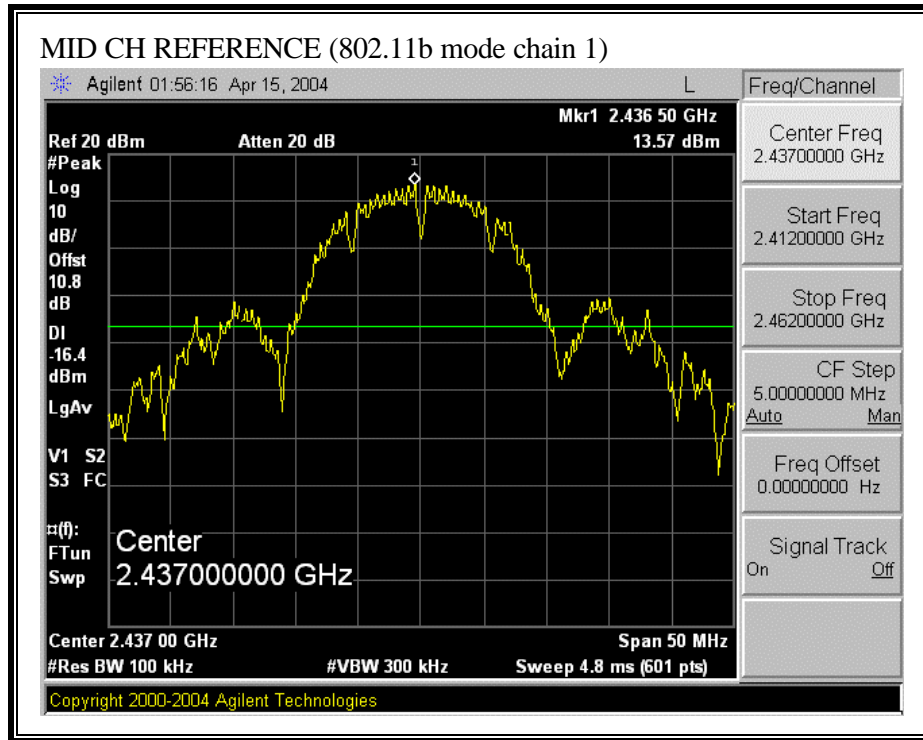 MID CH REFERENCE (802.11b mode chain 1)
Agilent 01:56:16 Apr 15, 2004 L Freq/Channel
Mkr1 2.436 50 GHz
Ref 20 dBm Atten 20 dB 13.57 dBm
#Peak
Log
10
dB/
Offst
10.8
dB
DI
-16.4
dBm
LgAv
V1 S2
S3 FC
¤(f):
FTun
Swp
1
Center
2.437000000 GHz
Center 2.437 00 GHz Span 50 MHz
#Res BW 100 kHz #VBW 300 kHz Sweep 4.8 ms (601 pts)
Center Freq
2.43700000 GHz
Start Freq
2.41200000 GHz
Stop Freq
2.46200000 GHz
CF Step
5.00000000 MHz
Auto Man
Freq Offset
0.00000000 Hz
Signal Track
On Off
Copyright 2000-2004 Agilent Technologies